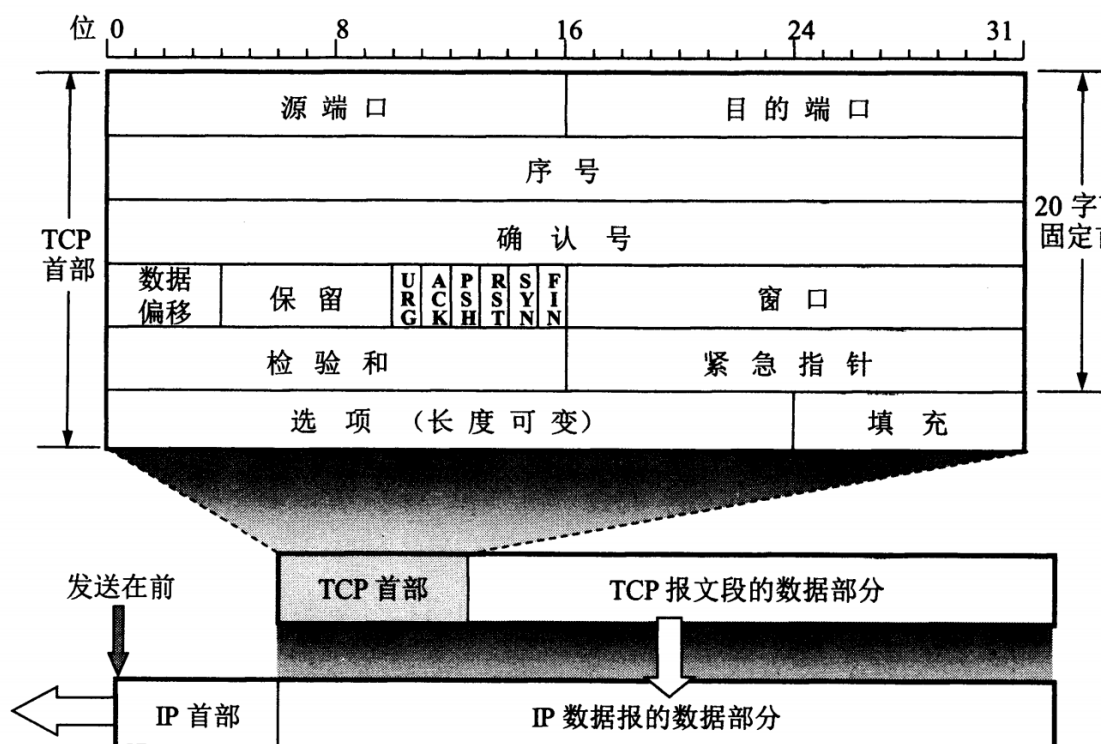 位 0 8 16 24 31
源端口 目的端口
序号
20 字
固定
确认号
TCP
首部
数据
偏移
保留
URG ACK PSH RST SYN FIN
窗口
检验和 紧急指针
选项 （长度可变） 填充
发送在前
TCP 首部 TCP 报文段的数据部分
IP 首部 IP 数据报的数据部分